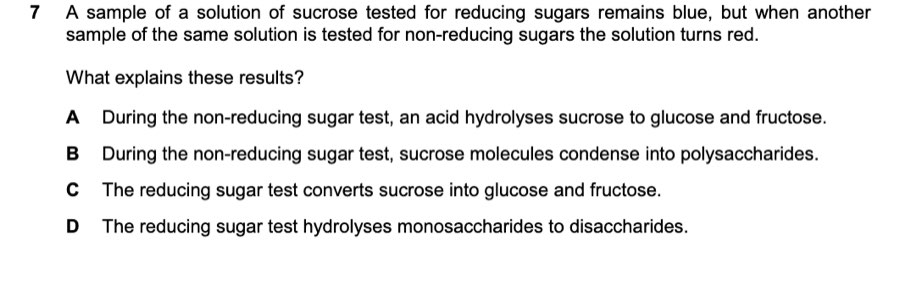 7 A sample of a solution of sucrose tested for reducing sugars remains blue, but when another
sample of the same solution is tested for non-reducing sugars the solution turns red.
What explains these results?
A During the non-reducing sugar test, an acid hydrolyses sucrose to glucose and fructose.
B During the non-reducing sugar test, sucrose molecules condense into polysaccharides.
C The reducing sugar test converts sucrose into glucose and fructose.
D The reducing sugar test hydrolyses monosaccharides to disaccharides.